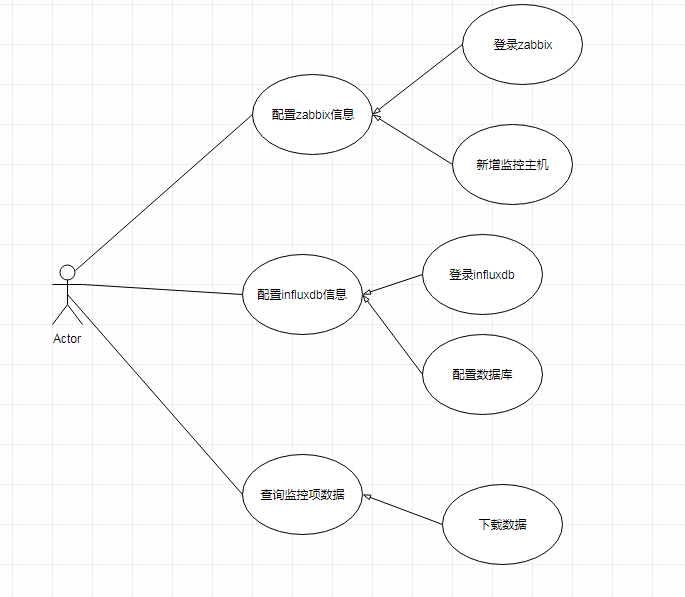 登录zabbix
配置zabbix信息
新增监控主机
登录influxdb
配置influxdb信息
Actor
配置数据库
查询监控项数据
下载数据